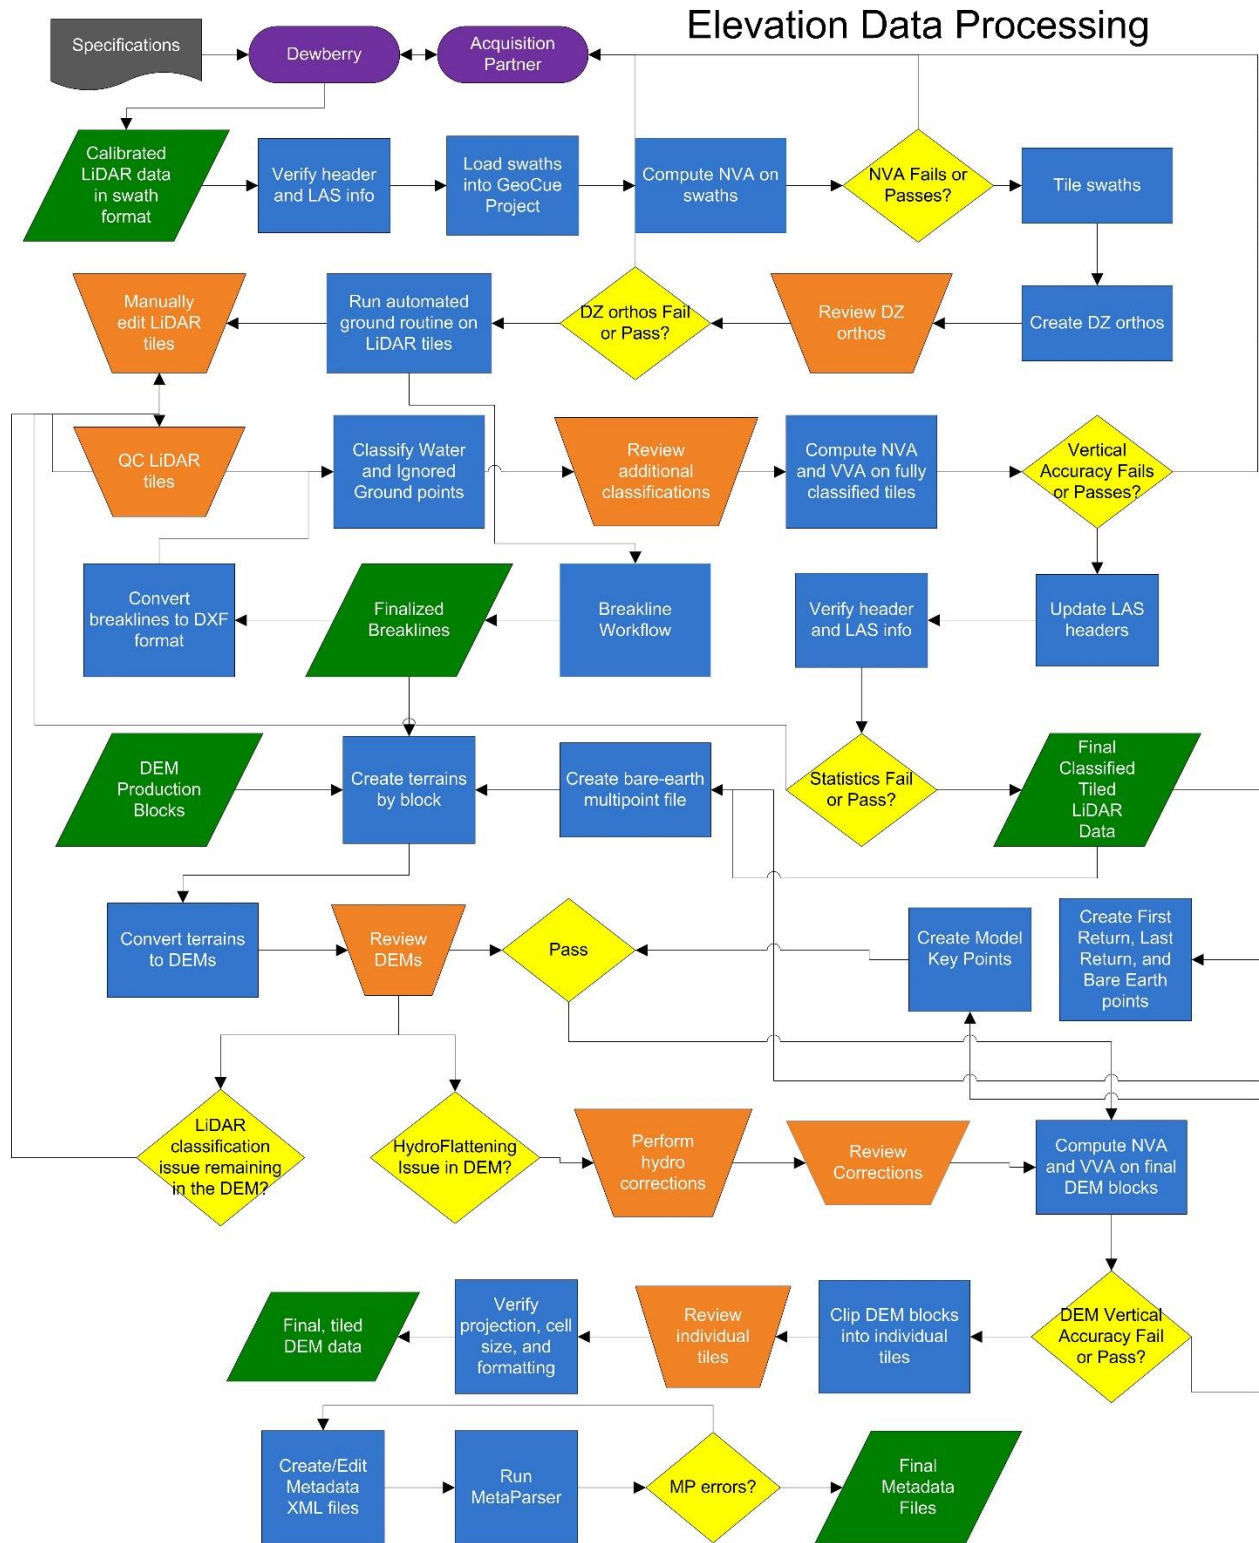 Elevation Data Processing
Specifications
Dewberry
Acquisition
Partner
Calibrated
LiDAR data
in swath
format
Verify header
and LAS info
Load swaths
into GeoCue
Project
Compute NVA on
swaths
NVA Fails or
Passes?
Tile swaths
Manually
edit LiDAR
tiles
Run automated
ground routine on
LiDAR tiles
DZ orthos Fail
or Pass?
Review DZ
orthos
Create DZ orthos
QC LiDAR
tiles
Classify Water
and Ignored
Ground points
Review
additional
classifications
Compute NVA
and VVA on fully
classified tiles
Vertical
Accuracy Fails
or Passes?
Convert
breaklines to DXF
format
Finalized
Breaklines
Breakline
Workflow
Verify header
and LAS info
Update LAS
headers
DEM
Production
Blocks
Create terrains
by block
Create bare-earth
multipoint file
Statistics Fail
or Pass?
Final
Classified
Tiled
LiDAR
Data
Convert terrains
to DEMs
Review
DEMs
Pass
Create Model
Key Points
Create First
Return, Last
Return, and
Bare Earth
points
LiDAR
classification
issue remaining
in the DEM?
HydroFlattening
Issue in DEM?
Perform
hydro
corrections
Review
Corrections
Compute NVA
and VVA on final
DEM blocks
Final, tiled
DEM data
Verify
projection, cell
size, and
formatting
Review
individual
tiles
Clip DEM blocks
into individual
tiles
DEM Vertical
Accuracy Fail
or Pass?
Create/Edit
Metadata
XML files
Run
MetaParser
MP errors?
Final
Metadata
Files